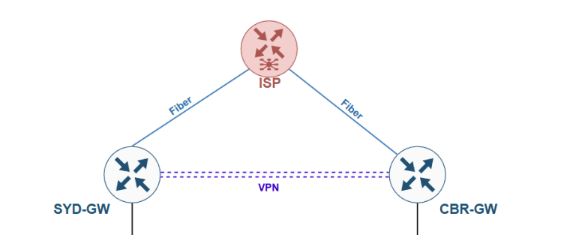 ISP
Fiber
Fiber
VPN
SYD-GW
CBR-GW